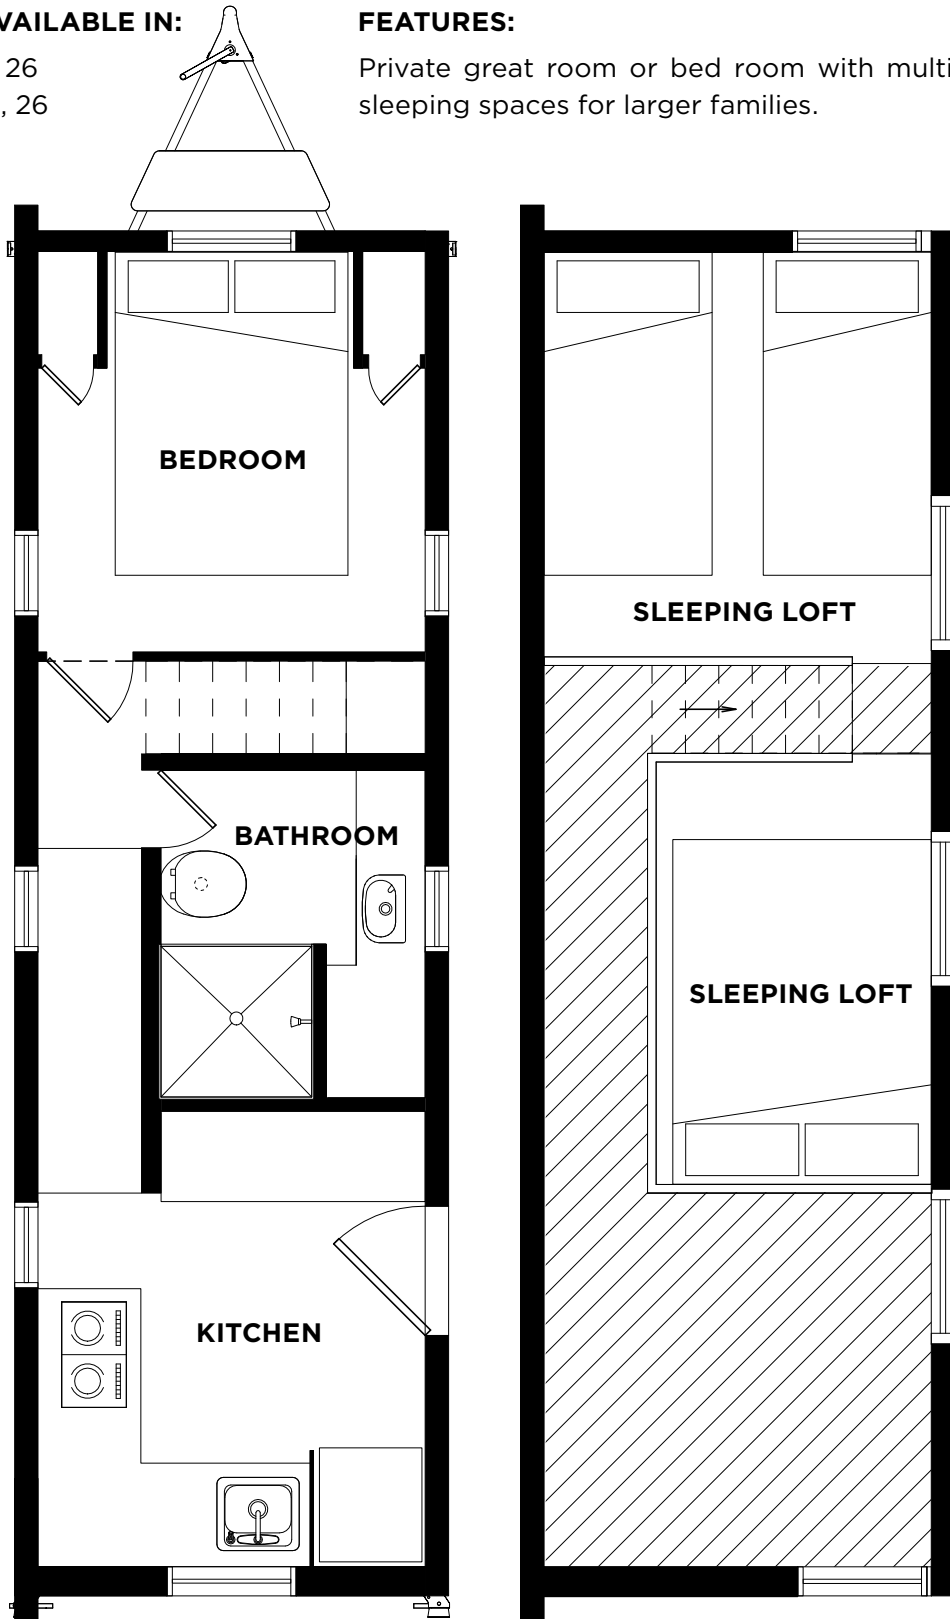 VAILABLE IN:
26
, 26
FEATURES:
Private great room or bed room with multi
sleeping spaces for larger families.
BEDROOM
BATHROOM
KITCHEN
SLEEPING LOFT
SLEEPING LOFT